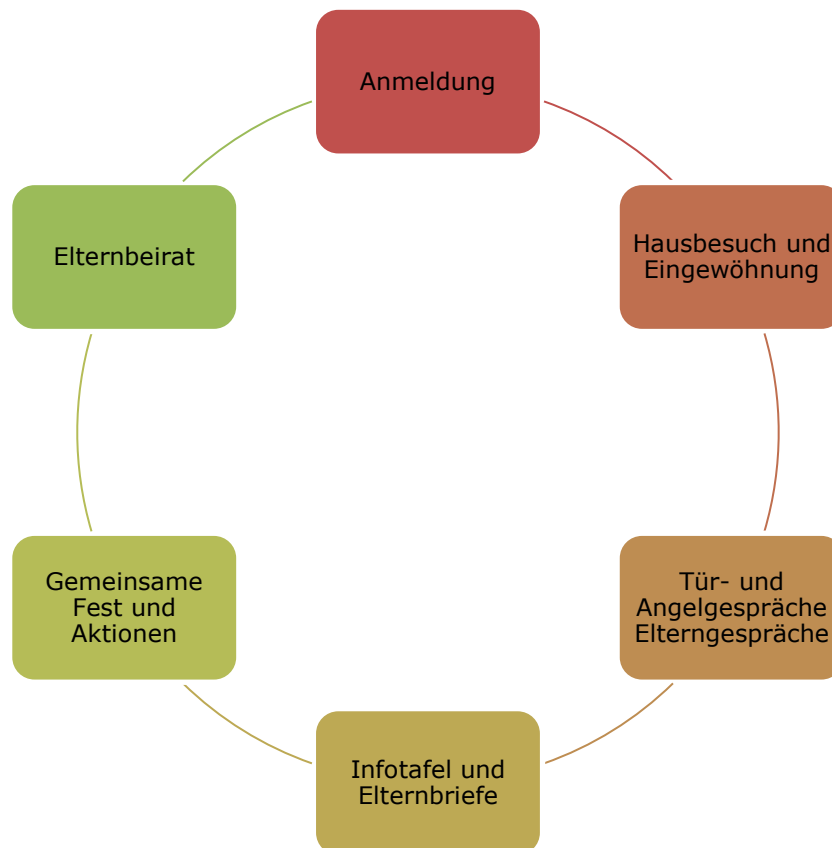 Anmeldung
Hausbesuch und
Eingewöhnung
Tür- und
Angelgespräche
Elterngespräche
Infotafel und
Elternbriefe
Gemeinsame
Fest und
Aktionen
Elternbeirat